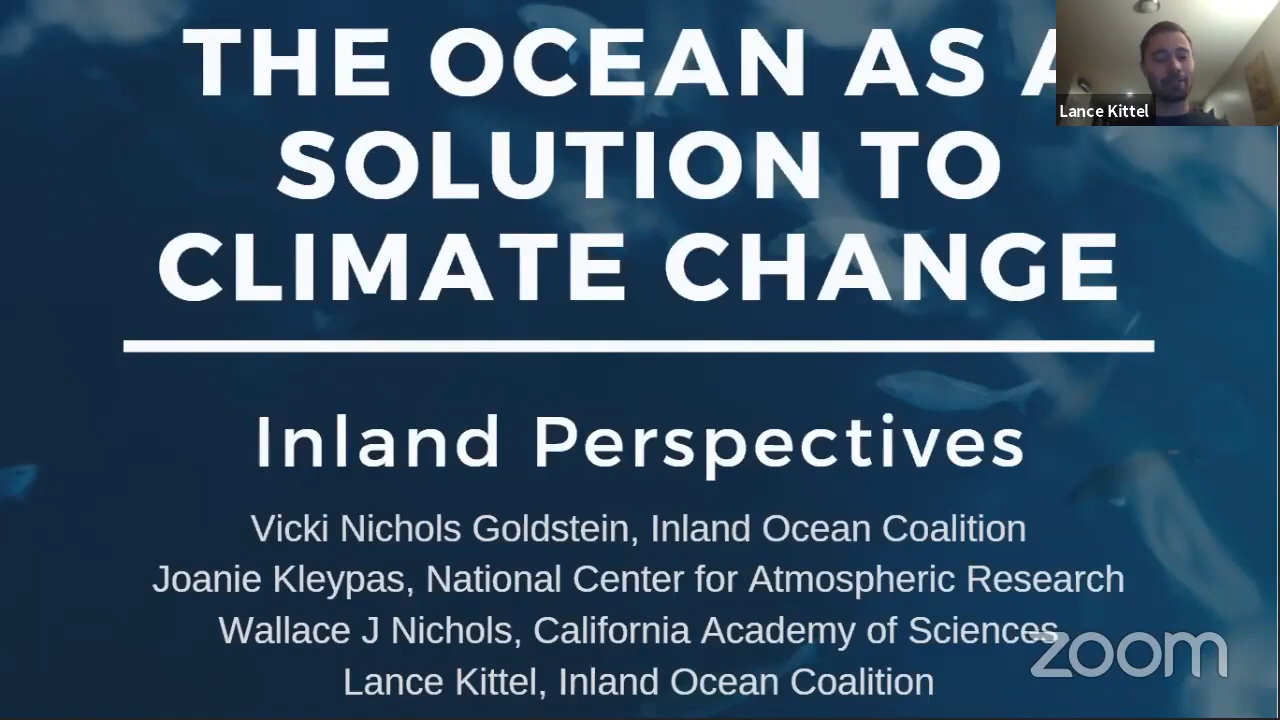 THE OCEAN AS A
SOLUTION TO
CLIMATE CHANGE
Lance Kittel
Inland Perspectives
Vicki Nichols Goldstein, Inland Ocean Coalition
Joanie Kleypas, National Center for Atmospheric Research
Wallace J Nichols, California Academy of Sciences
Lance Kittel, Inland Ocean Coalition
zoom